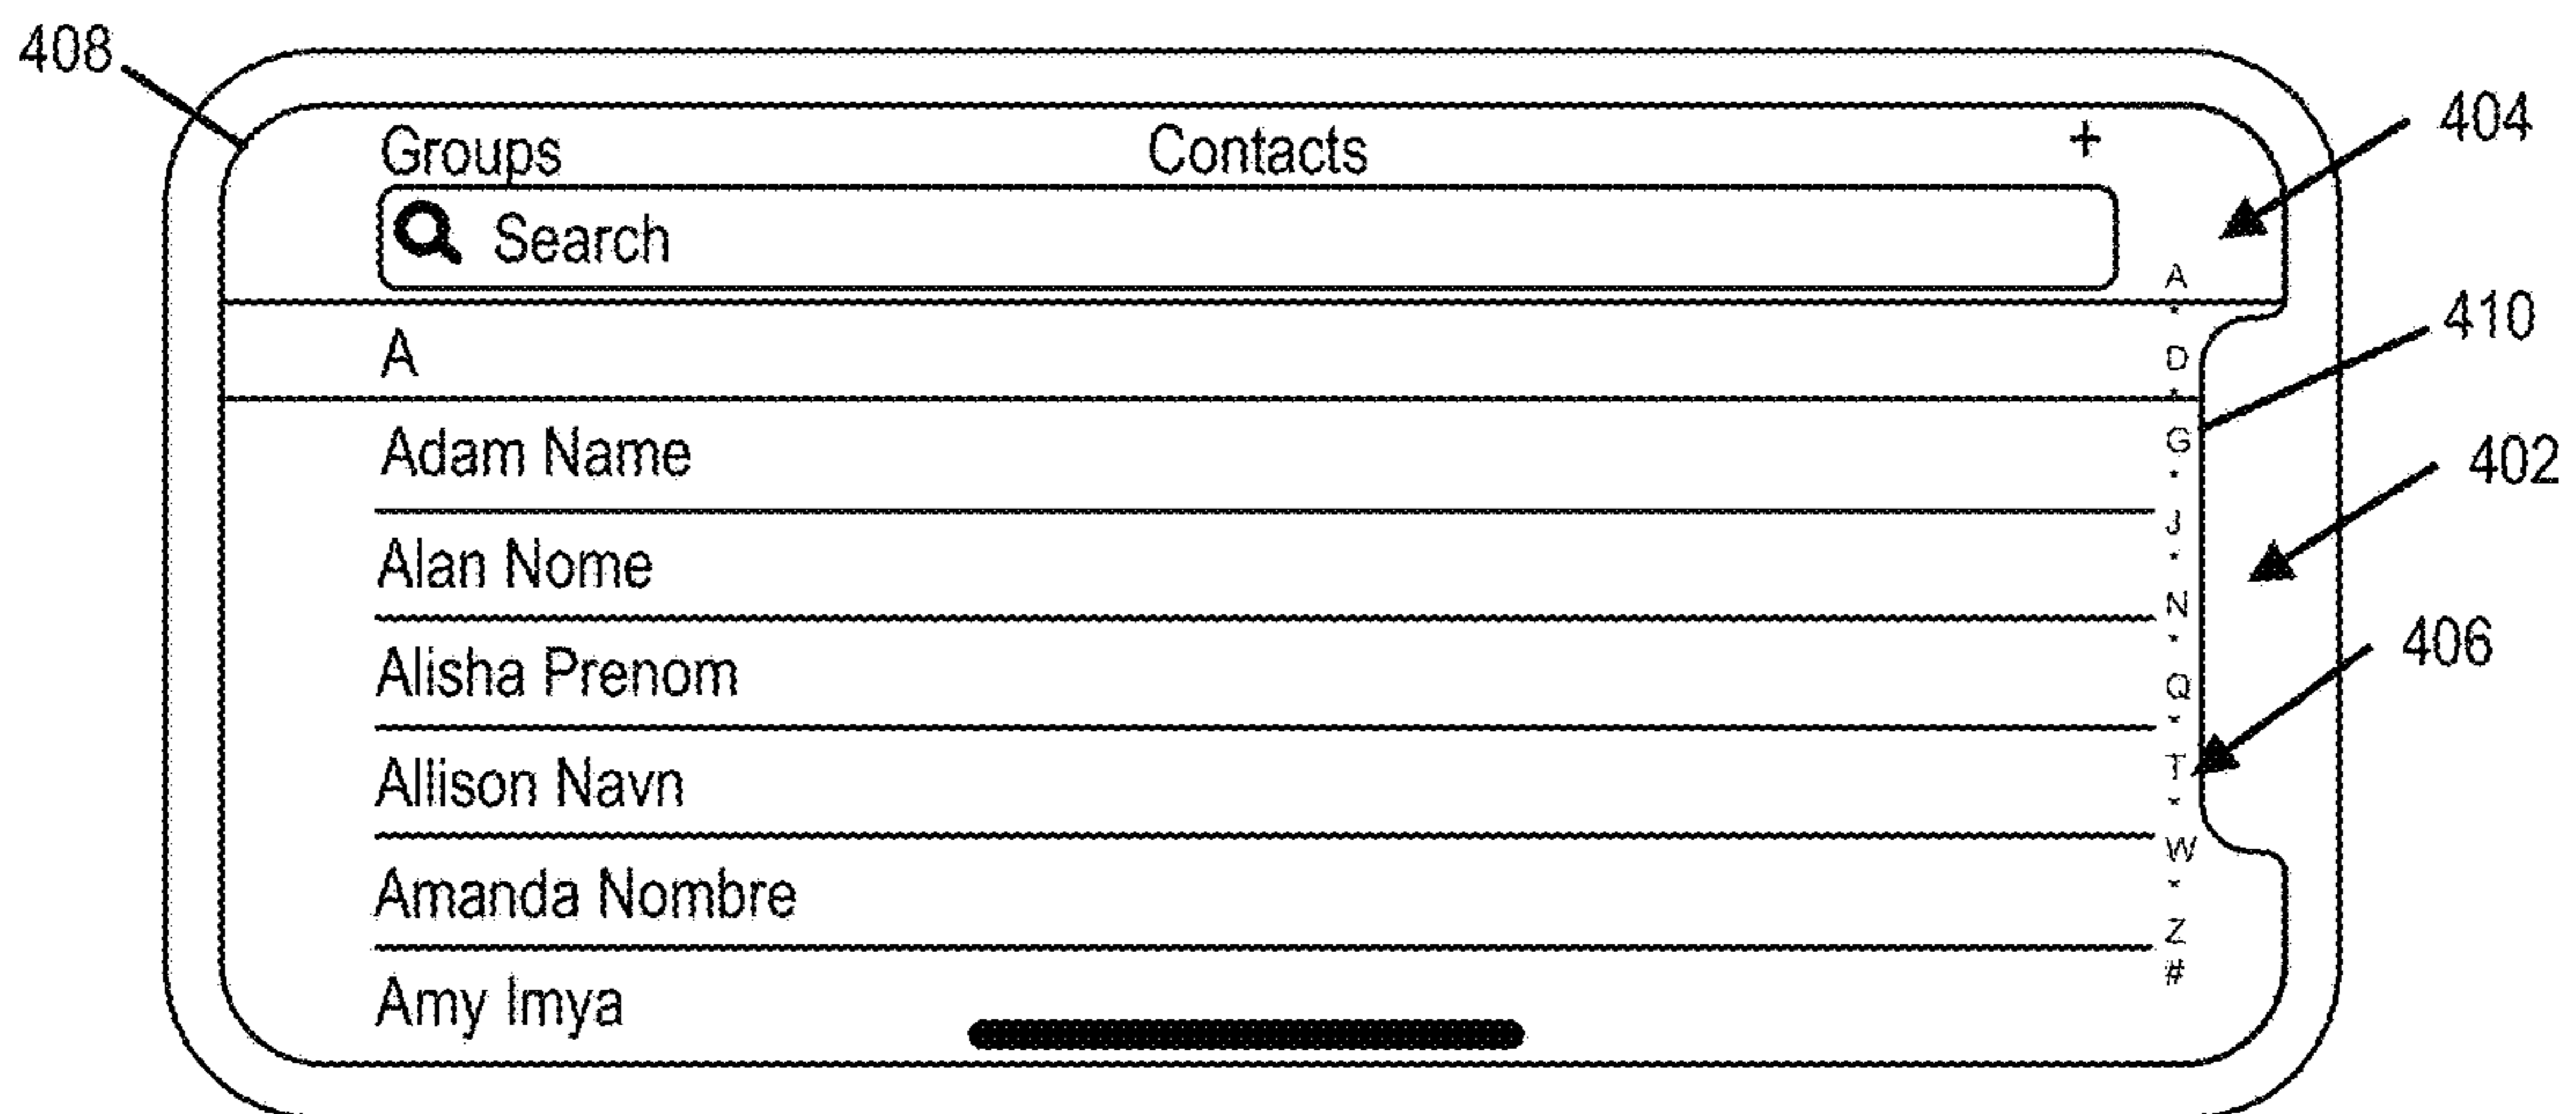 408
Groups Contacts +
404
Search
A
410
A
D
Adam Name
G
402
J
Alan Nome
N
406
Alisha Prenom
Q
Allison Navn
T
W
Amanda Nombre
Z
#
Amy Imya